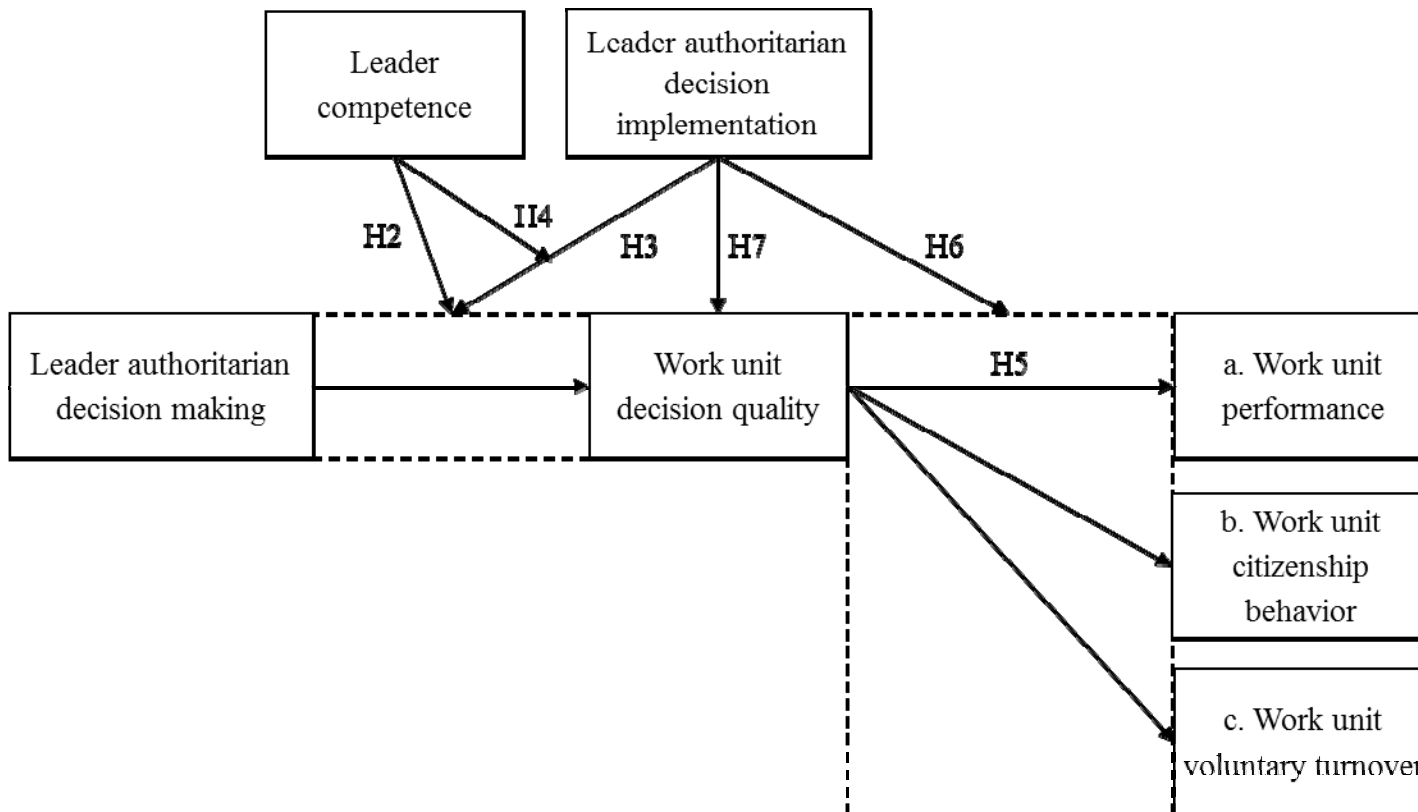 Leader
competence
Leader authoritarian
decision
implementation
H2
H4
H3
H7
H6
Leader authoritarian
decision making
Work unit
decision quality
H5
a. Work unit
performance
b. Work unit
citizenship
behavior
c. Work unit
voluntary turnover